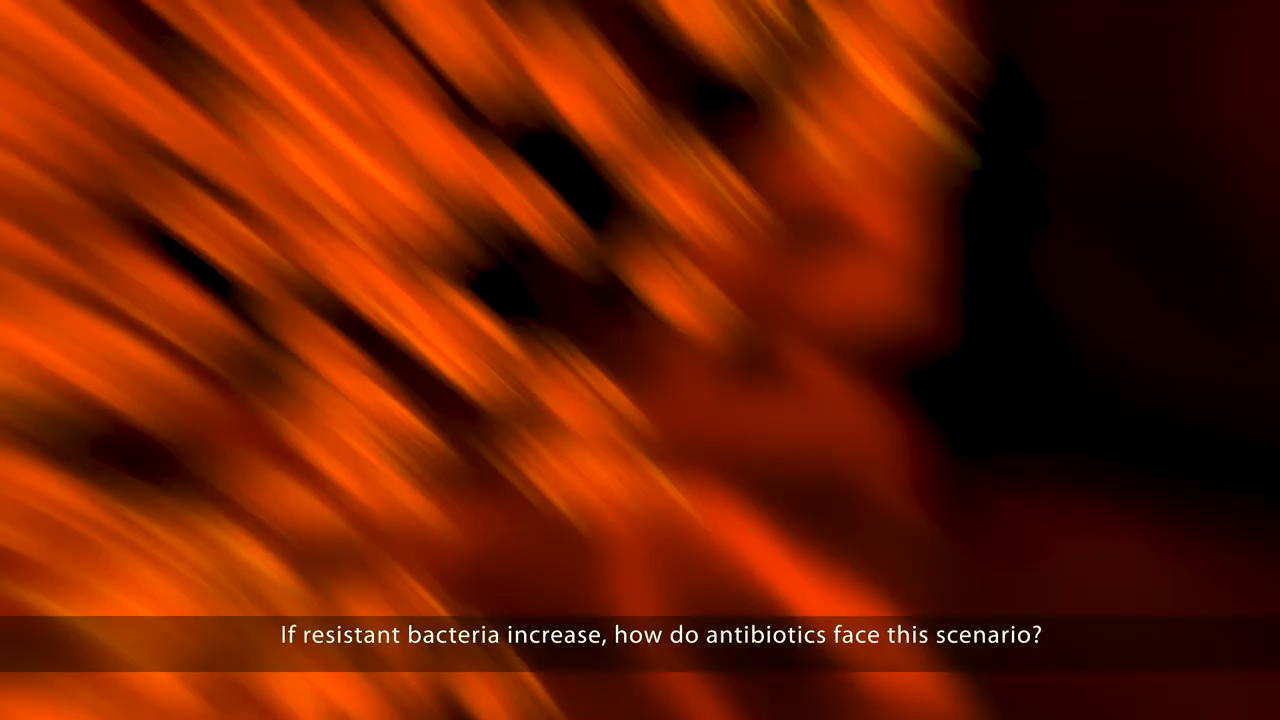 If resistant bacteria increase, how do antibiotics face this scenario?